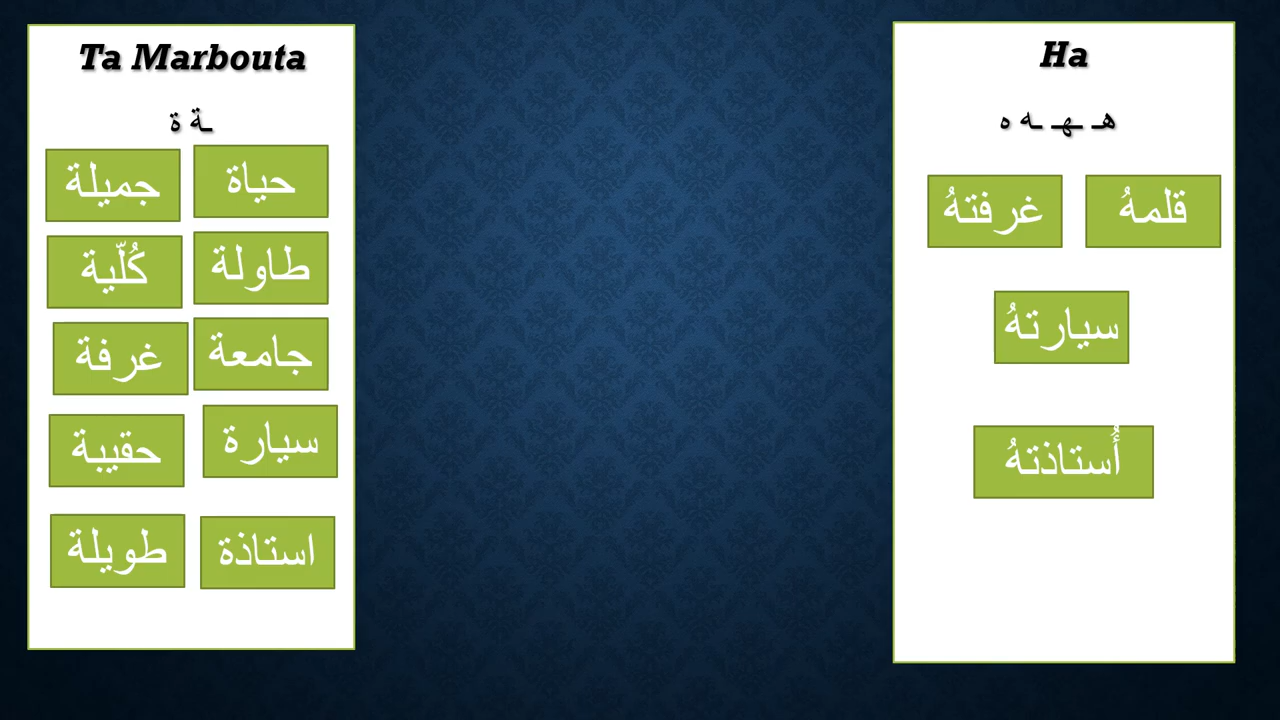 Ta Marbouta
ـة ة
جميلة
حياة
كُلّية
طاولة
غرفة
جامعة
حقيبة
سيارة
طويلة
استاذة
Ha
هـ ـهـ ـه ه
غرفتهُ
قلمهُ
سيارتهُ
أُستاذتهُ